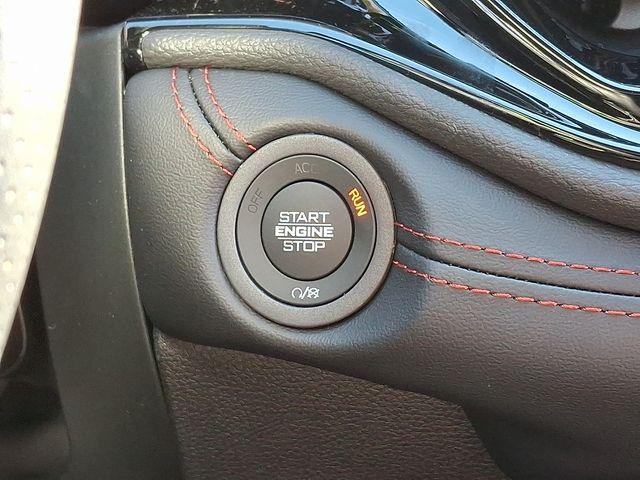 OFF
ACC
RUN
START
ENGINE
STOP